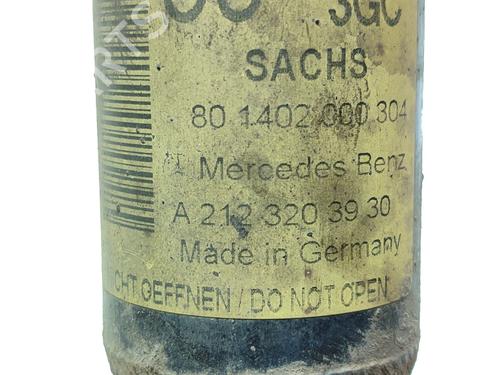 3GC
SACHS
80 1402 000 304
Mercedes Benz
A 212 320 39 30
Made in Germany
CHT GEFFNEN / DO NOT OPEN